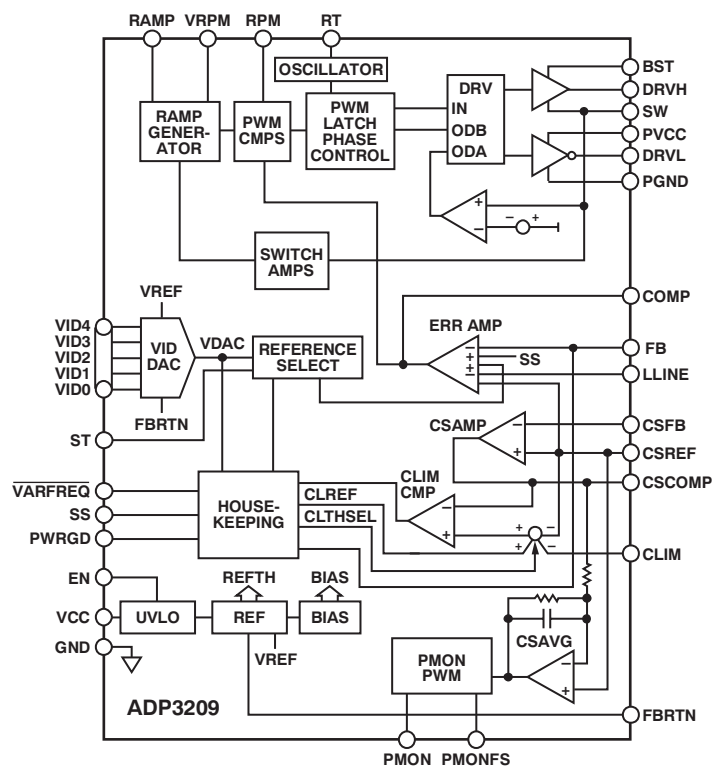 RAMP VRPM RPM RT
OSCILLATOR
RAMP
GENER-
ATOR
PWM
CMPS
PWM
LATCH
PHASE
CONTROL
DRV
IN
ODB
ODA
BST
DRVH
SW
PVCC
DRVL
PGND
+
–
– +
SWITCH
AMPS
COMP
VREF
VID4
VID3
VID2
VID1
VID0
VID
DAC
VDAC
FBRTN
REFERENCE
SELECT
ERR AMP
–
+
±
+
SS
FB
LLINE
ST
CSAMP
–
+
CSFB
CSREF
CSCOMP
VARFREQ
SS
PWRGD
HOUSE-
KEEPING
CLREF
CLTHSEL
CLIM
CMP
–
+
+ –
+ –
CLIM
EN
VCC
GND
UVLO
REFTH
REF
VREF
BIAS
BIAS
CSAVG
–
+
PMON
PWM
ADP3209
FBRTN
PMON PMONFS